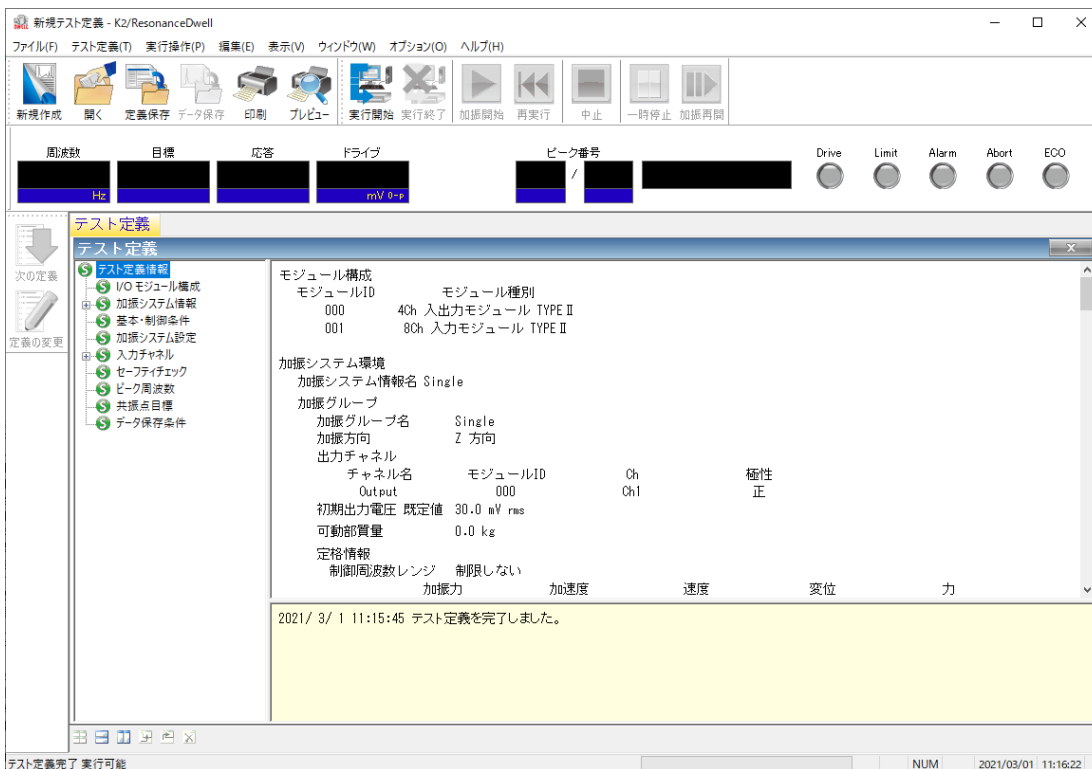 新規テスト定義 - K2/ResonanceDwell
ファイル(F) テスト定義(T) 実行操作(P) 編集(E) 表示(V) ウィンドウ(W) オプション(O) ヘルプ(H)
新規作成 開く 定義保存 データ保存 印刷 プレビュー 実行開始 実行終了 加振開始 再実行 中止 一時停止 加振再開
周波数 目標 応答 ドライブ ピーク番号 Drive Limit Alarm Abort ECO
/
Hz mV 0-p
テスト定義
テスト定義
次の定義
定義の変更
テスト定義情報
I/O モジュール構成
加振システム情報
基本・制御条件
加振システム設定
入力チャネル
セーフティチェック
ピーク周波数
共振点目標
データ保存条件
モジュール構成
モジュールID モジュール種別
000 4Ch 入出力モジュール TYPEⅡ
001 8Ch 入力モジュール TYPEⅡ
加振システム環境
加振システム情報名 Single
加振グループ
加振グループ名 Single
加振方向 Z 方向
出力チャネル
チャネル名 モジュールID Ch 極性
Output 000 Ch1 正
初期出力電圧 既定値 30.0 mV rms
可動部質量 0.0 kg
定格情報
制御周波数レンジ 制限しない
加振力 加速度 速度 変位 力
2021/ 3/ 1 11:15:45 テスト定義を完了しました。
テスト定義完了 実行可能 NUM 2021/03/01 11:16:22